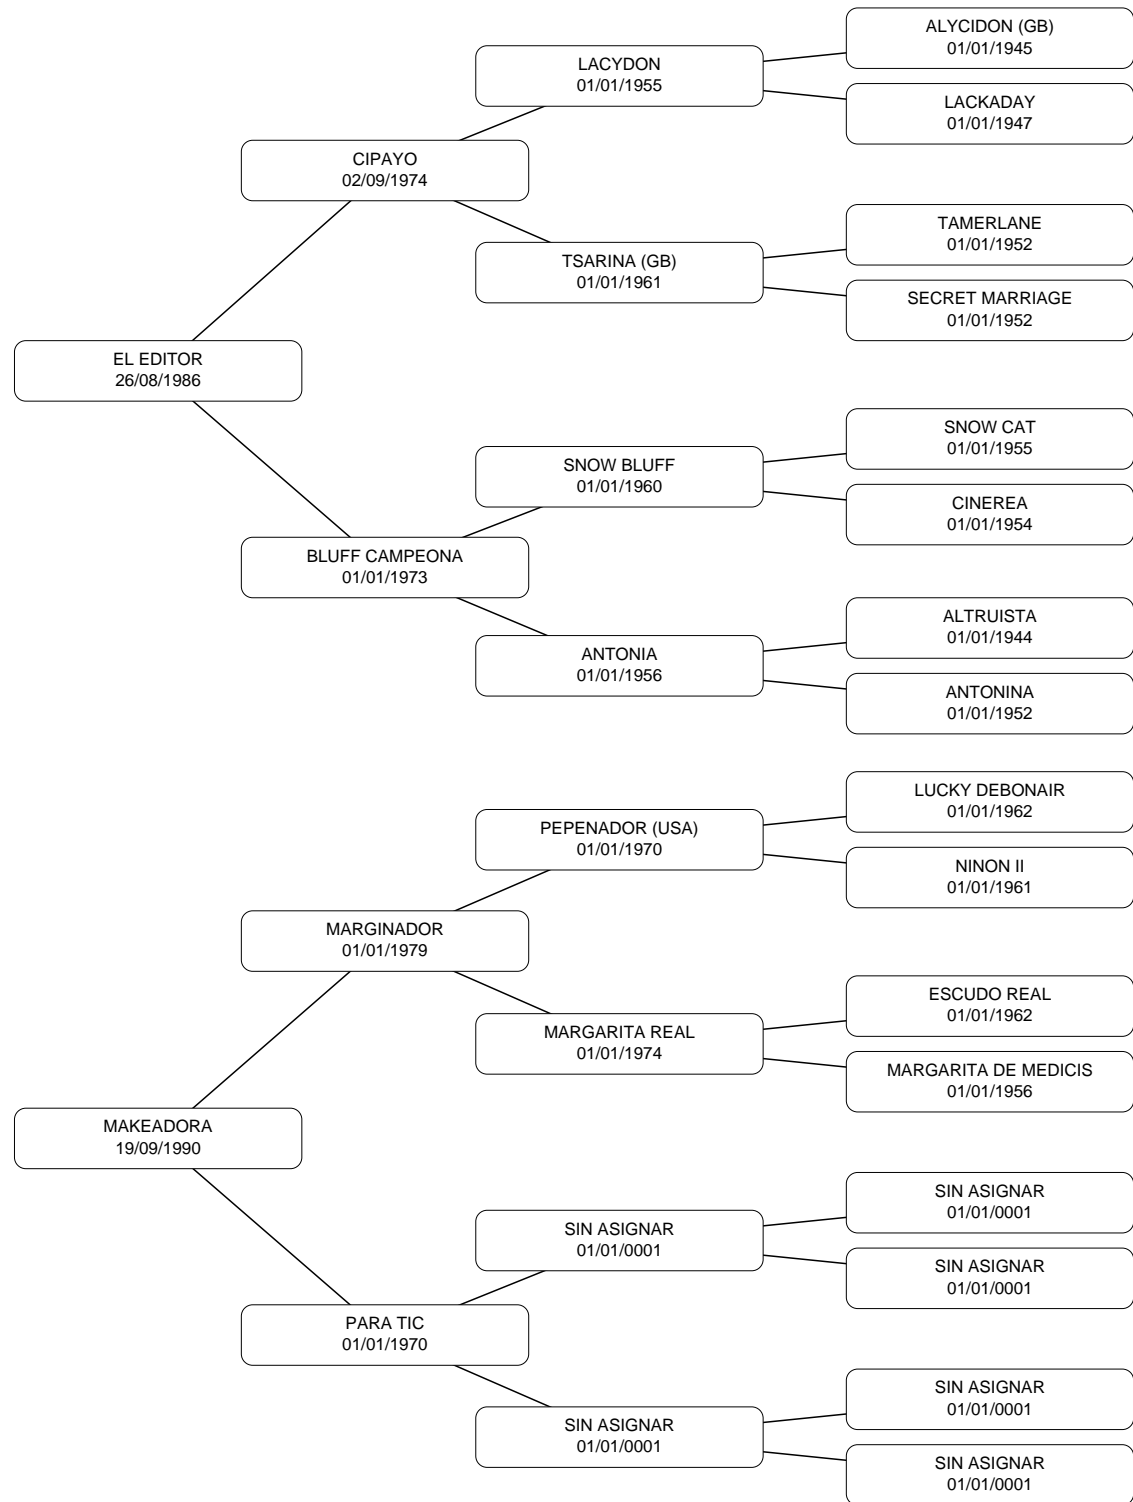 ALYCIDON (GB)
01/01/1945
LACYDON
01/01/1955
LACKADAY
01/01/1947
CIPAYO
02/09/1974
TAMERLANE
01/01/1952
TSARINA (GB)
01/01/1961
SECRET MARRIAGE
01/01/1952
EL EDITOR
26/08/1986
SNOW CAT
01/01/1955
SNOW BLUFF
01/01/1960
CINEREA
01/01/1954
BLUFF CAMPEONA
01/01/1973
ALTRUISTA
01/01/1944
ANTONIA
01/01/1956
ANTONINA
01/01/1952
LUCKY DEBONAIR
01/01/1962
PEPENADOR (USA)
01/01/1970
NINON II
01/01/1961
MARGINADOR
01/01/1979
ESCUDO REAL
01/01/1962
MARGARITA REAL
01/01/1974
MARGARITA DE MEDICIS
01/01/1956
MAKEADORA
19/09/1990
SIN ASIGNAR
01/01/0001
SIN ASIGNAR
01/01/0001
SIN ASIGNAR
01/01/0001
PARA TIC
01/01/1970
SIN ASIGNAR
01/01/0001
SIN ASIGNAR
01/01/0001
SIN ASIGNAR
01/01/0001